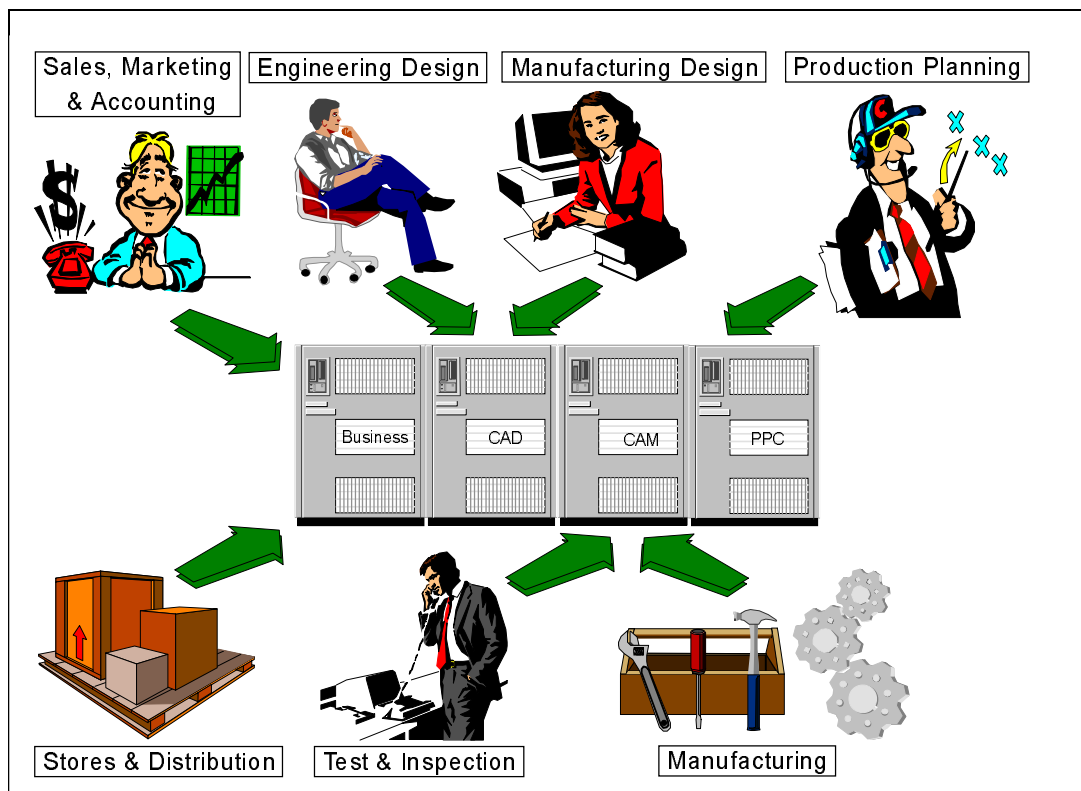 Sales, Marketing
& Accounting
Engineering Design
Manufacturing Design
Production Planning
$
C
Business
CAD
CAM
PPC
Stores & Distribution
Test & Inspection
Manufacturing